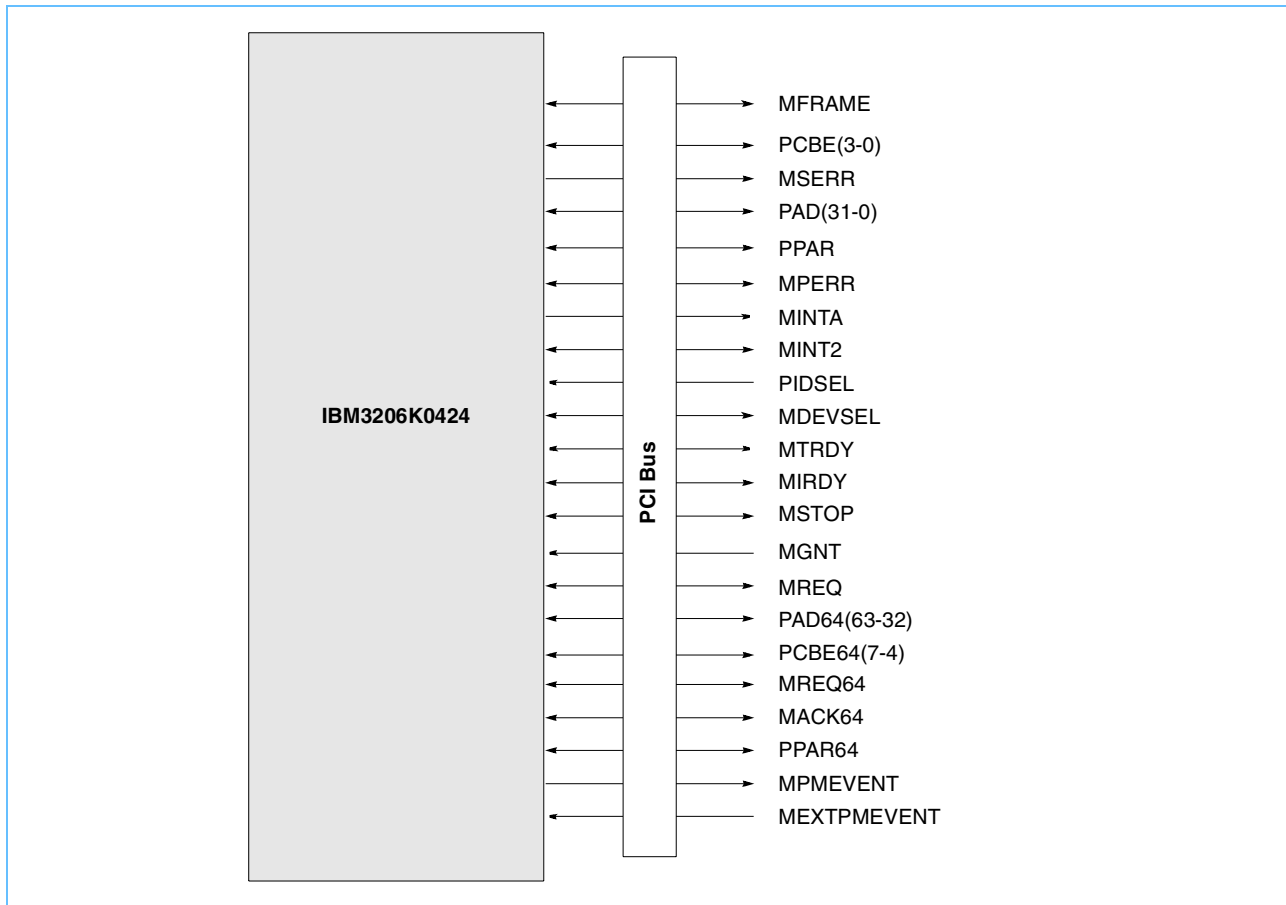 IBM3206K0424
PCI Bus
MFRAME
PCBE(3-0)
MSERR
PAD(31-0)
PPAR
MPERR
MINTA
MINT2
PIDSEL
MDEVSEL
MTRDY
MIRDY
MSTOP
MGNT
MREQ
PAD64(63-32)
PCBE64(7-4)
MREQ64
MACK64
PPAR64
MPMEVENT
MEXTPMEVENT